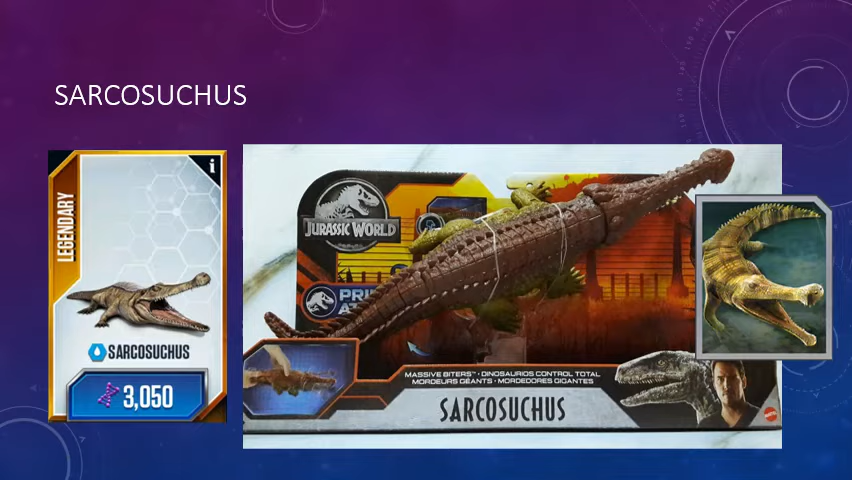 SARCOSUCHUS
LEGENDARY
i
SARCOSUCHUS
3,050
JURASSIC WORLD
MASSIVE BITERS™ · DINOSAURIOS CONTROL TOTAL
MORDEURS GÉANTS · MORDEDORES GIGANTES
SARCOSUCHUS